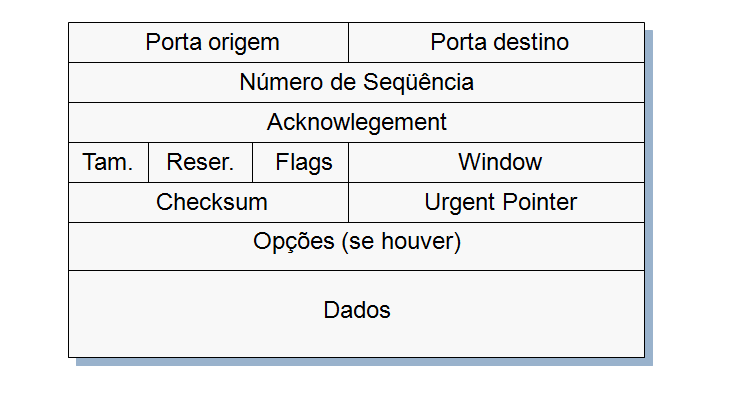 Porta origem Porta destino
Número de Seqüência
Acknowlegement
Tam. Reser. Flags Window
Checksum Urgent Pointer
Opções (se houver)
Dados